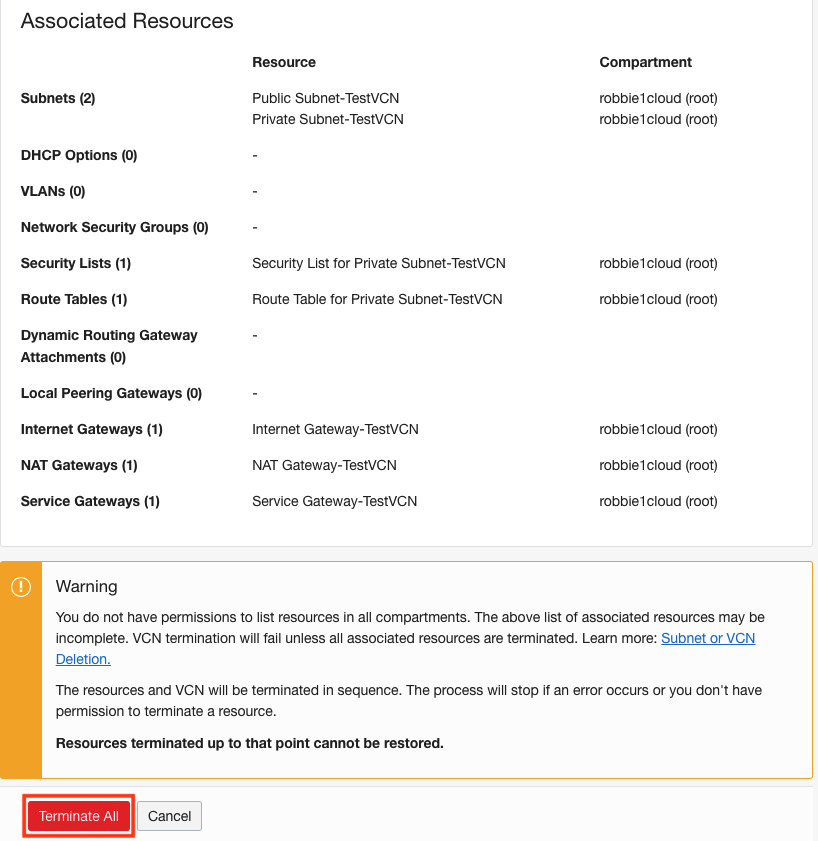 Associated Resources
Resource Compartment
Subnets (2) Public Subnet-TestVCN robbie1cloud (root)
Private Subnet-TestVCN robbie1cloud (root)
DHCP Options (0) -
VLANs (0) -
Network Security Groups (0) -
Security Lists (1) Security List for Private Subnet-TestVCN robbie1cloud (root)
Route Tables (1) Route Table for Private Subnet-TestVCN robbie1cloud (root)
Dynamic Routing Gateway -
Attachments (0)
Local Peering Gateways (0) -
Internet Gateways (1) Internet Gateway-TestVCN robbie1cloud (root)
NAT Gateways (1) NAT Gateway-TestVCN robbie1cloud (root)
Service Gateways (1) Service Gateway-TestVCN robbie1cloud (root)
Warning
You do not have permissions to list resources in all compartments. The above list of associated resources may be
incomplete. VCN termination will fail unless all associated resources are terminated. Learn more: Subnet or VCN
Deletion.
The resources and VCN will be terminated in sequence. The process will stop if an error occurs or you don't have
permission to terminate a resource.
Resources terminated up to that point cannot be restored.
Terminate All Cancel